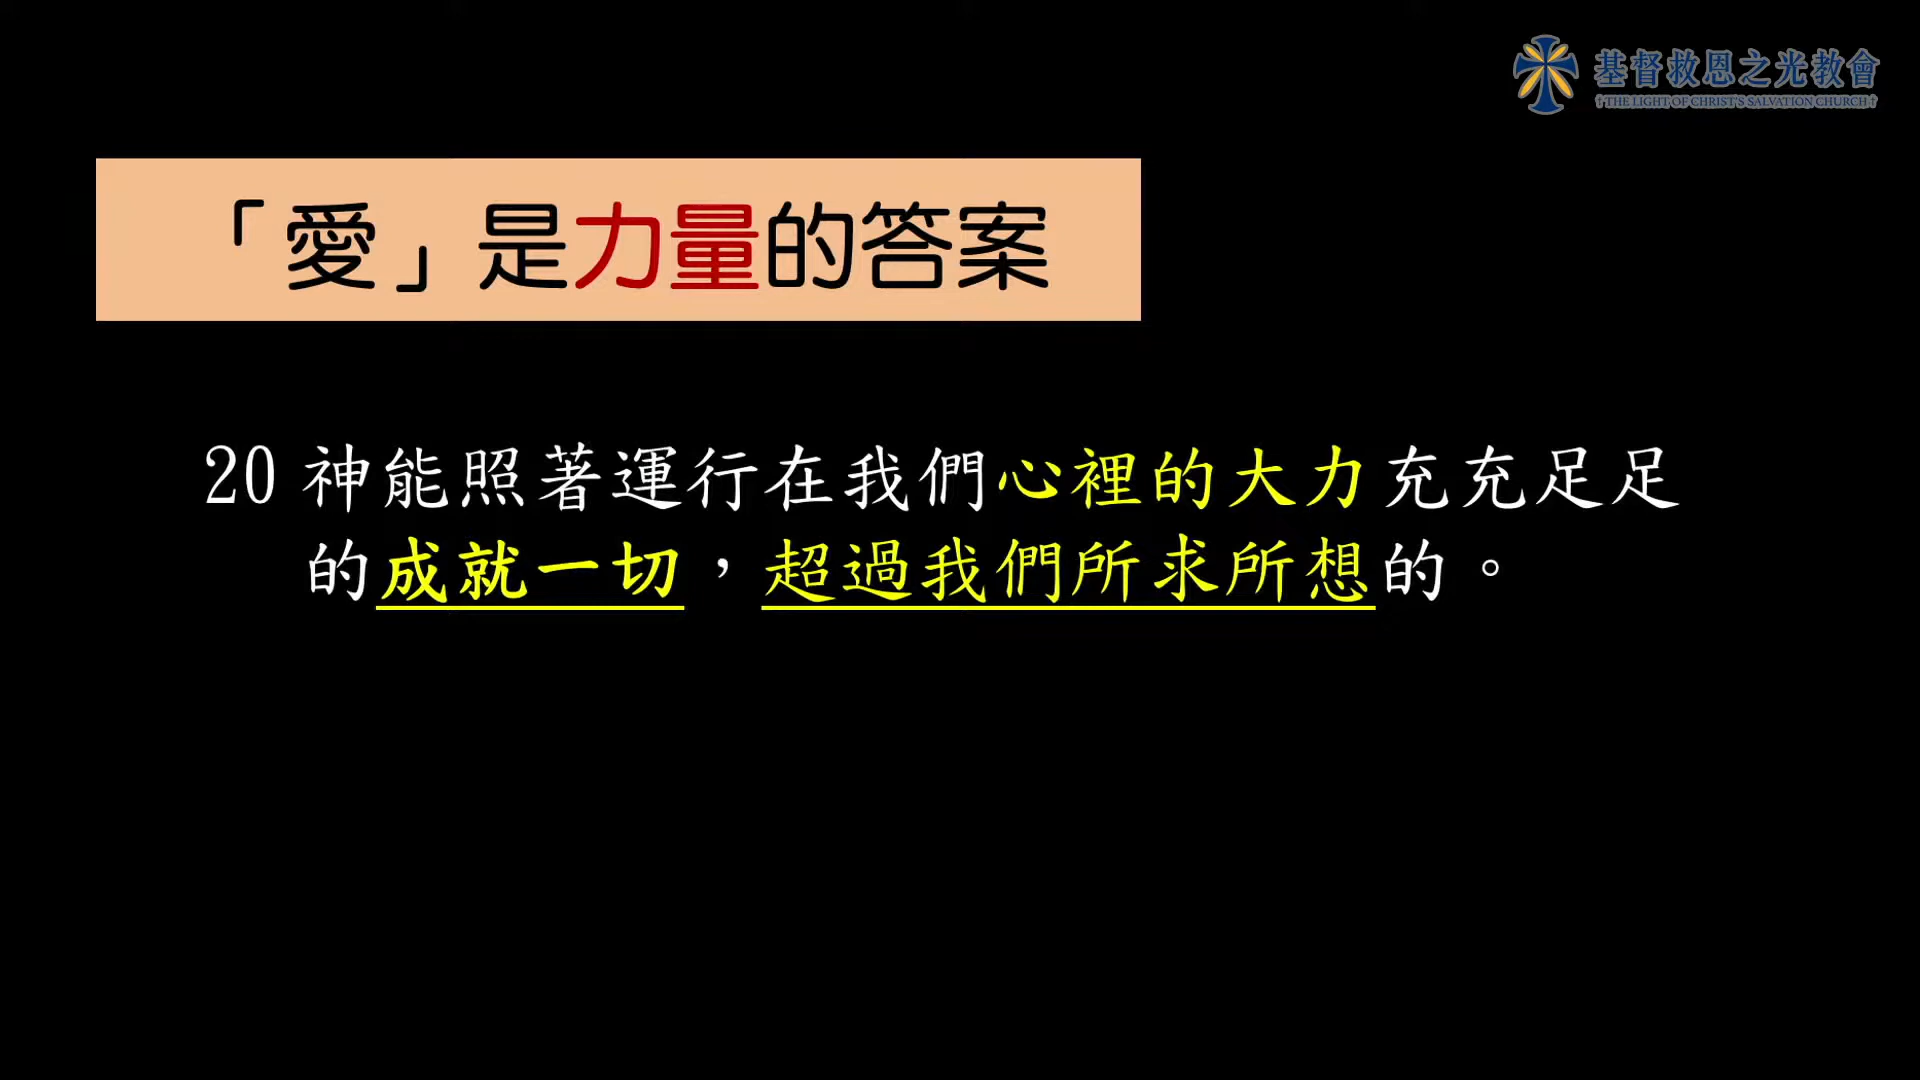 基督救恩之光教會
†THE LIGHT OF CHRIST'S SALVATION CHURCH†
「愛」是力量的答案
20 神能照著運行在我們心裡的大力充充足足
的成就一切，超過我們所求所想的。